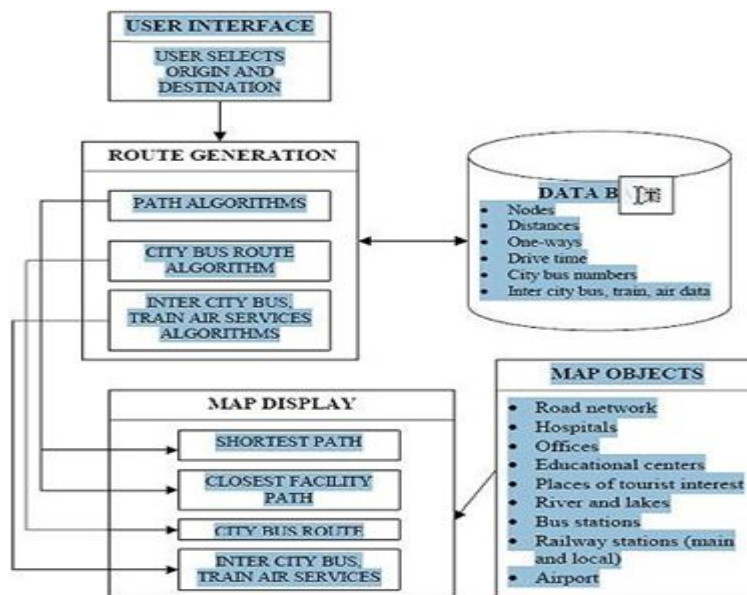 USER INTERFACE
USER SELECTS
ORIGIN AND
DESTINATION
ROUTE GENERATION
PATH ALGORITHMS
CITY BUS ROUTE
ALGORITHM
INTER CITY BUS,
TRAIN AIR SERVICES
ALGORITHMS
DATA B
• Nodes
• Distances
• One-ways
• Drive time
• City bus numbers
• Inter city bus, train, air data
MAP DISPLAY
SHORTEST PATH
CLOSEST FACILITY
PATH
CITY BUS ROUTE
INTER CITY BUS,
TRAIN AIR SERVICES
MAP OBJECTS
• Road network
• Hospitals
• Offices
• Educational centers
• Places of tourist interest
• River and lakes
• Bus stations
• Railway stations (main
and local)
• Airport